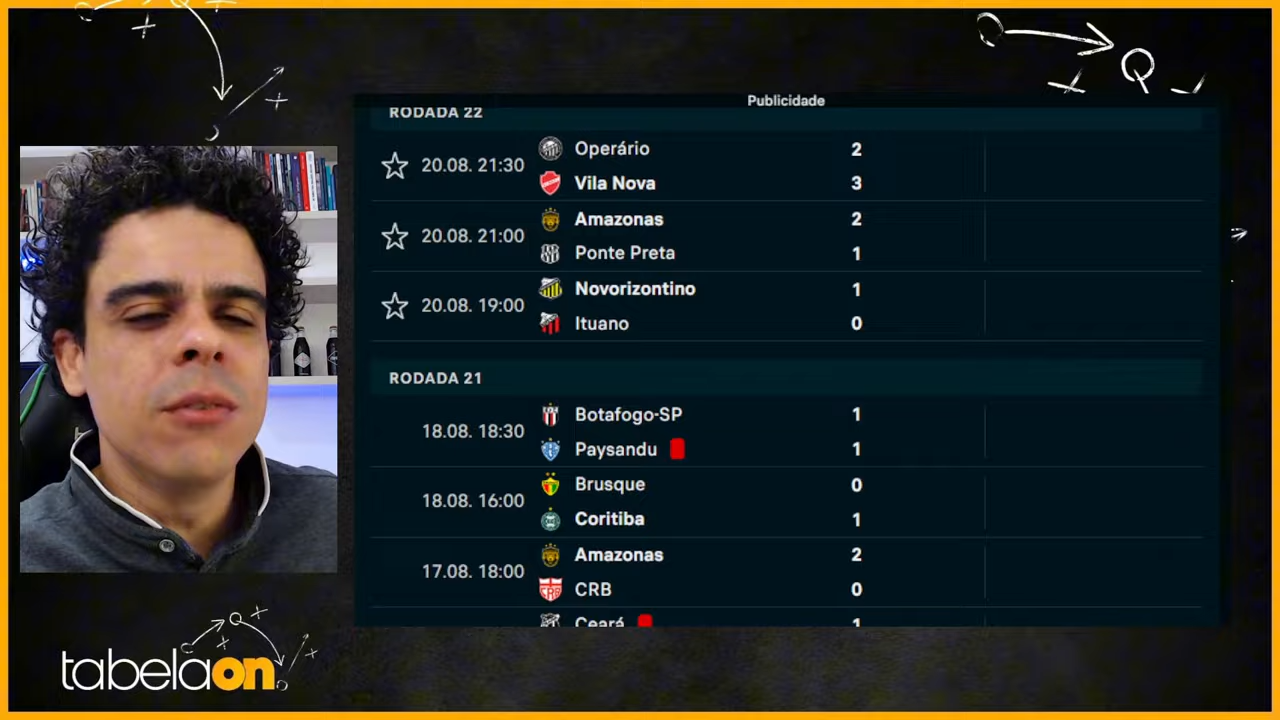 Publicidade
RODADA 22
20.08. 21:30
Operário 2
Vila Nova 3
20.08. 21:00
Amazonas 2
Ponte Preta 1
20.08. 19:00
Novorizontino 1
Ituano 0
RODADA 21
18.08. 18:30
Botafogo-SP 1
Paysandu 1
18.08. 16:00
Brusque 0
Coritiba 1
17.08. 18:00
Amazonas 2
CRB 0
CRB
Ceará 1
tabelaon